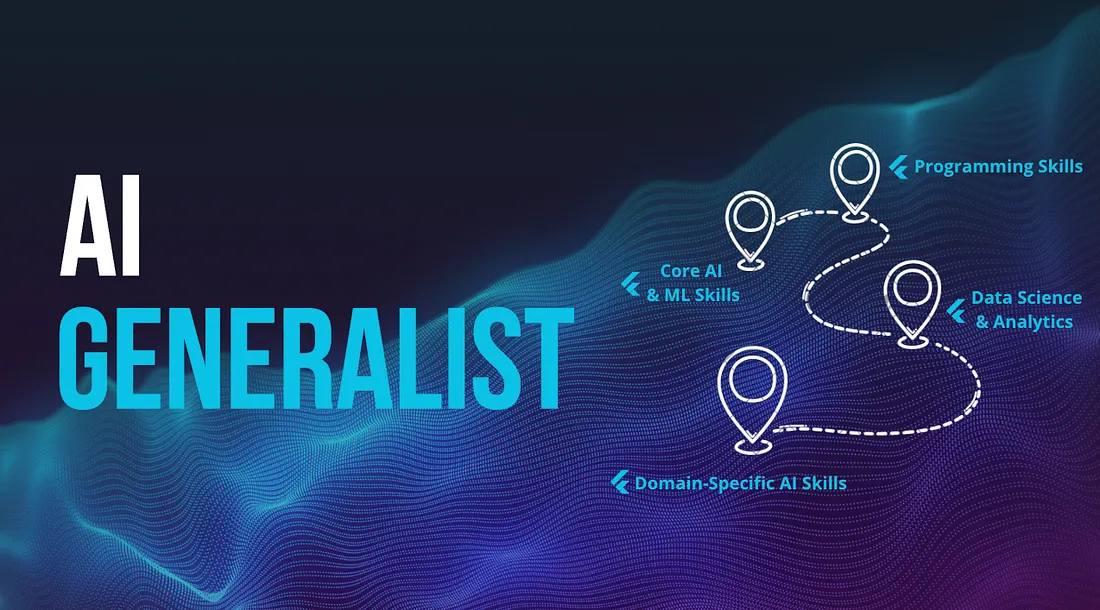 AI
GENERALIST
Programming Skills
Core AI
& ML Skills
Data Science
& Analytics
Domain-Specific AI Skills